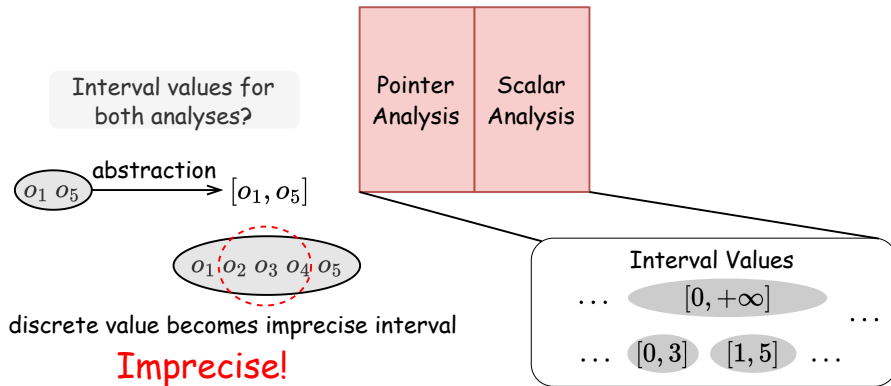 Interval values for
both analyses?
Pointer
Analysis
Scalar
Analysis
abstraction
o₁ o₅
[o₁, o₅]
o₁ o₂ o₃ o₄ o₅
discrete value becomes imprecise interval
Imprecise!
Interval Values
... [0, +∞] ...
... [0, 3] [1, 5] ...